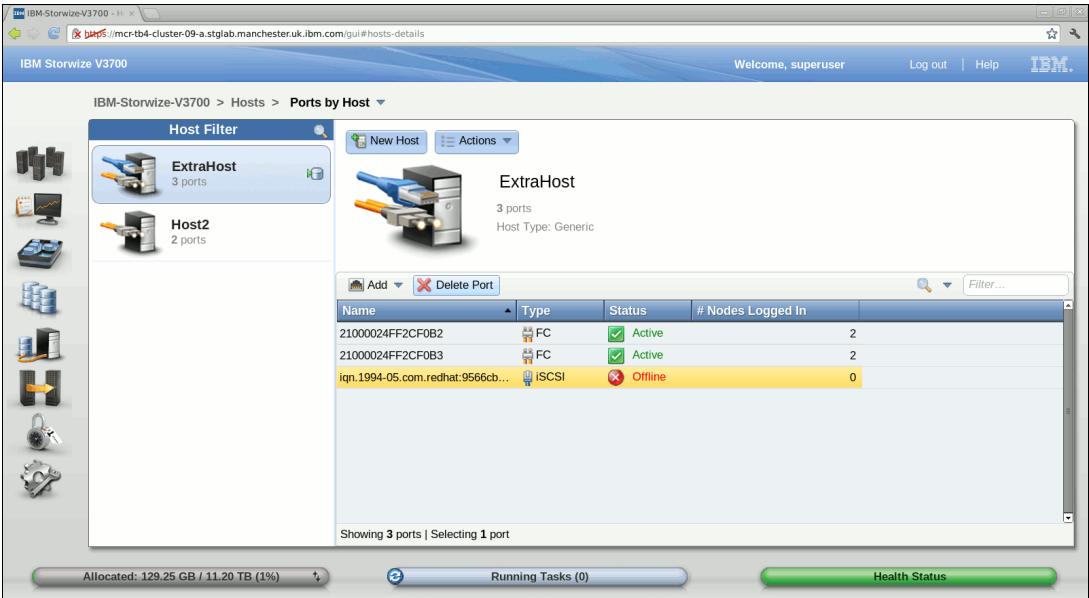 IBM-Storwize-V3700 - H
https://mcr-tb4-cluster-09-a.stglab.manchester.uk.ibm.com/gui#hosts-details
IBM Storwize V3700
Welcome, superuser
Log out | Help
IBM.
IBM-Storwize-V3700 > Hosts > Ports by Host
Host Filter
ExtraHost
3 ports
Host2
2 ports
New Host
Actions
ExtraHost
3 ports
Host Type: Generic
Add
Delete Port
Filter...
Name Type Status # Nodes Logged In
21000024FF2CF0B2 FC Active 2
21000024FF2CF0B3 FC Active 2
iqn.1994-05.com.redhat:9566cb... iSCSI Offline 0
Showing 3 ports | Selecting 1 port
Allocated: 129.25 GB / 11.20 TB (1%)
Running Tasks (0)
Health Status